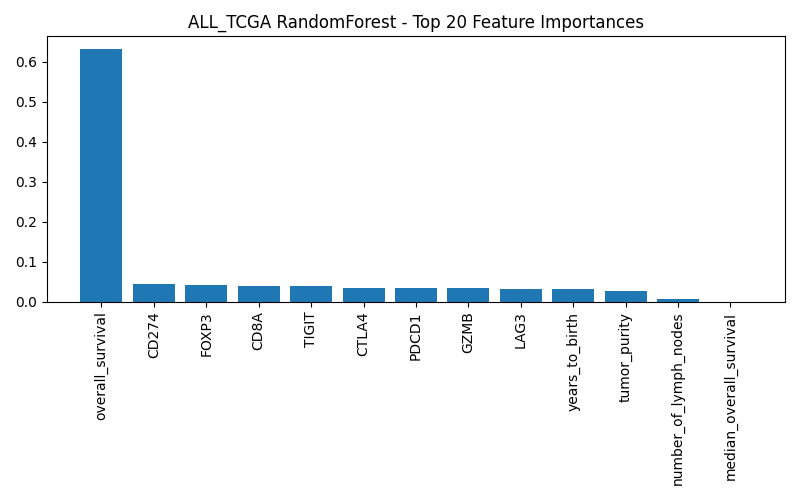 ALL_TCGA RandomForest - Top 20 Feature Importances
0.6
0.5
0.4
0.3
0.2
0.1
0.0
overall_survival
CD274
FOXP3
CD8A
TIGIT
CTLA4
PDCD1
GZMB
LAG3
years_to_birth
tumor_purity
number_of_lymph_nodes
median_overall_survival